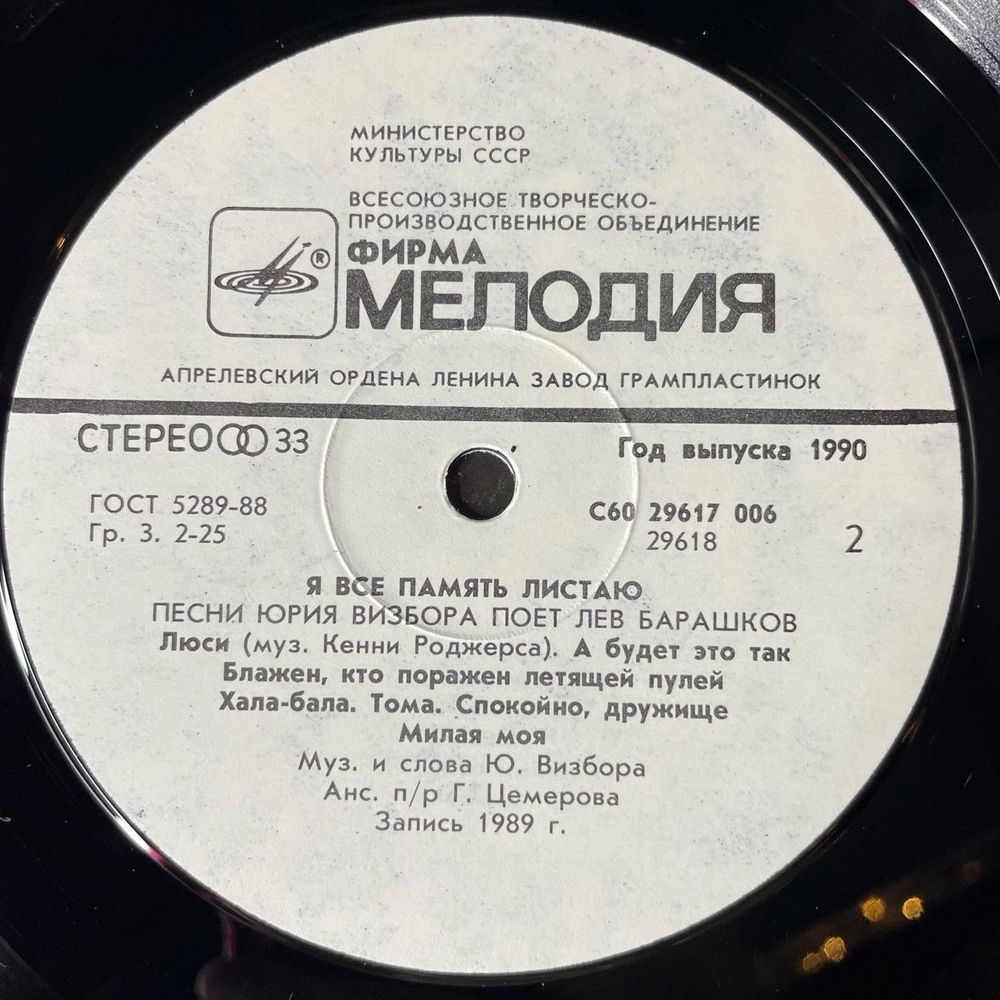 МИНИСТЕРСТВО
КУЛЬТУРЫ СССР
ВСЕСОЮЗНОЕ ТВОРЧЕСКО-
ПРОИЗВОДСТВЕННОЕ ОБЪЕДИНЕНИЕ
®
ФИРМА
МЕЛОДИЯ
АПРЕЛЕВСКИЙ ОРДЕНА ЛЕНИНА ЗАВОД ГРАМПЛАСТИНОК
СТЕРЕО 33
Год выпуска 1990
ГОСТ 5289-88
Гр. 3. 2-25
С60 29617 006
29618
2
Я ВСЕ ПАМЯТЬ ЛИСТАЮ
ПЕСНИ ЮРИЯ ВИЗБОРА ПОЕТ ЛЕВ БАРАШКОВ
Люси (муз. Кенни Роджерса). А будет это так
Блажен, кто поражен летящей пулей
Хала-бала. Тома. Спокойно, дружище
Милая моя
Муз. и слова Ю. Визбора
Анс. п/р Г. Цемерова
Запись 1989 г.